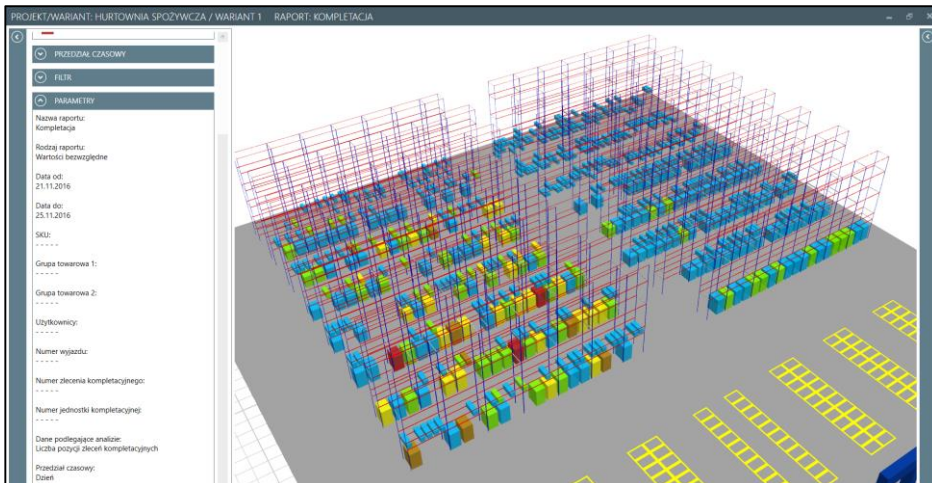 PROJEKT/WARIANT: HURTOWNIA SPOŻYWCZA / WARIANT 1 RAPORT: KOMPLETACJA
PRZEDZIAŁ CZASOWY
FILTR
PARAMETRY
Nazwa raportu:
Kompletacja
Rodzaj raportu:
Wartości bezwzględne
Data od:
21.11.2016
Data do:
25.11.2016
SKU:
- - - - -
Grupa towarowa 1:
- - - - -
Grupa towarowa 2:
- - - - -
Użytkownicy:
- - - - -
Numer wyjazdu:
- - - - -
Numer zlecenia kompletacyjnego:
- - - - -
Numer jednostki kompletacyjnej:
- - - - -
Dane podlegające analizie:
Liczba pozycji zleceń kompletacyjnych
Przedział czasowy:
Dzień